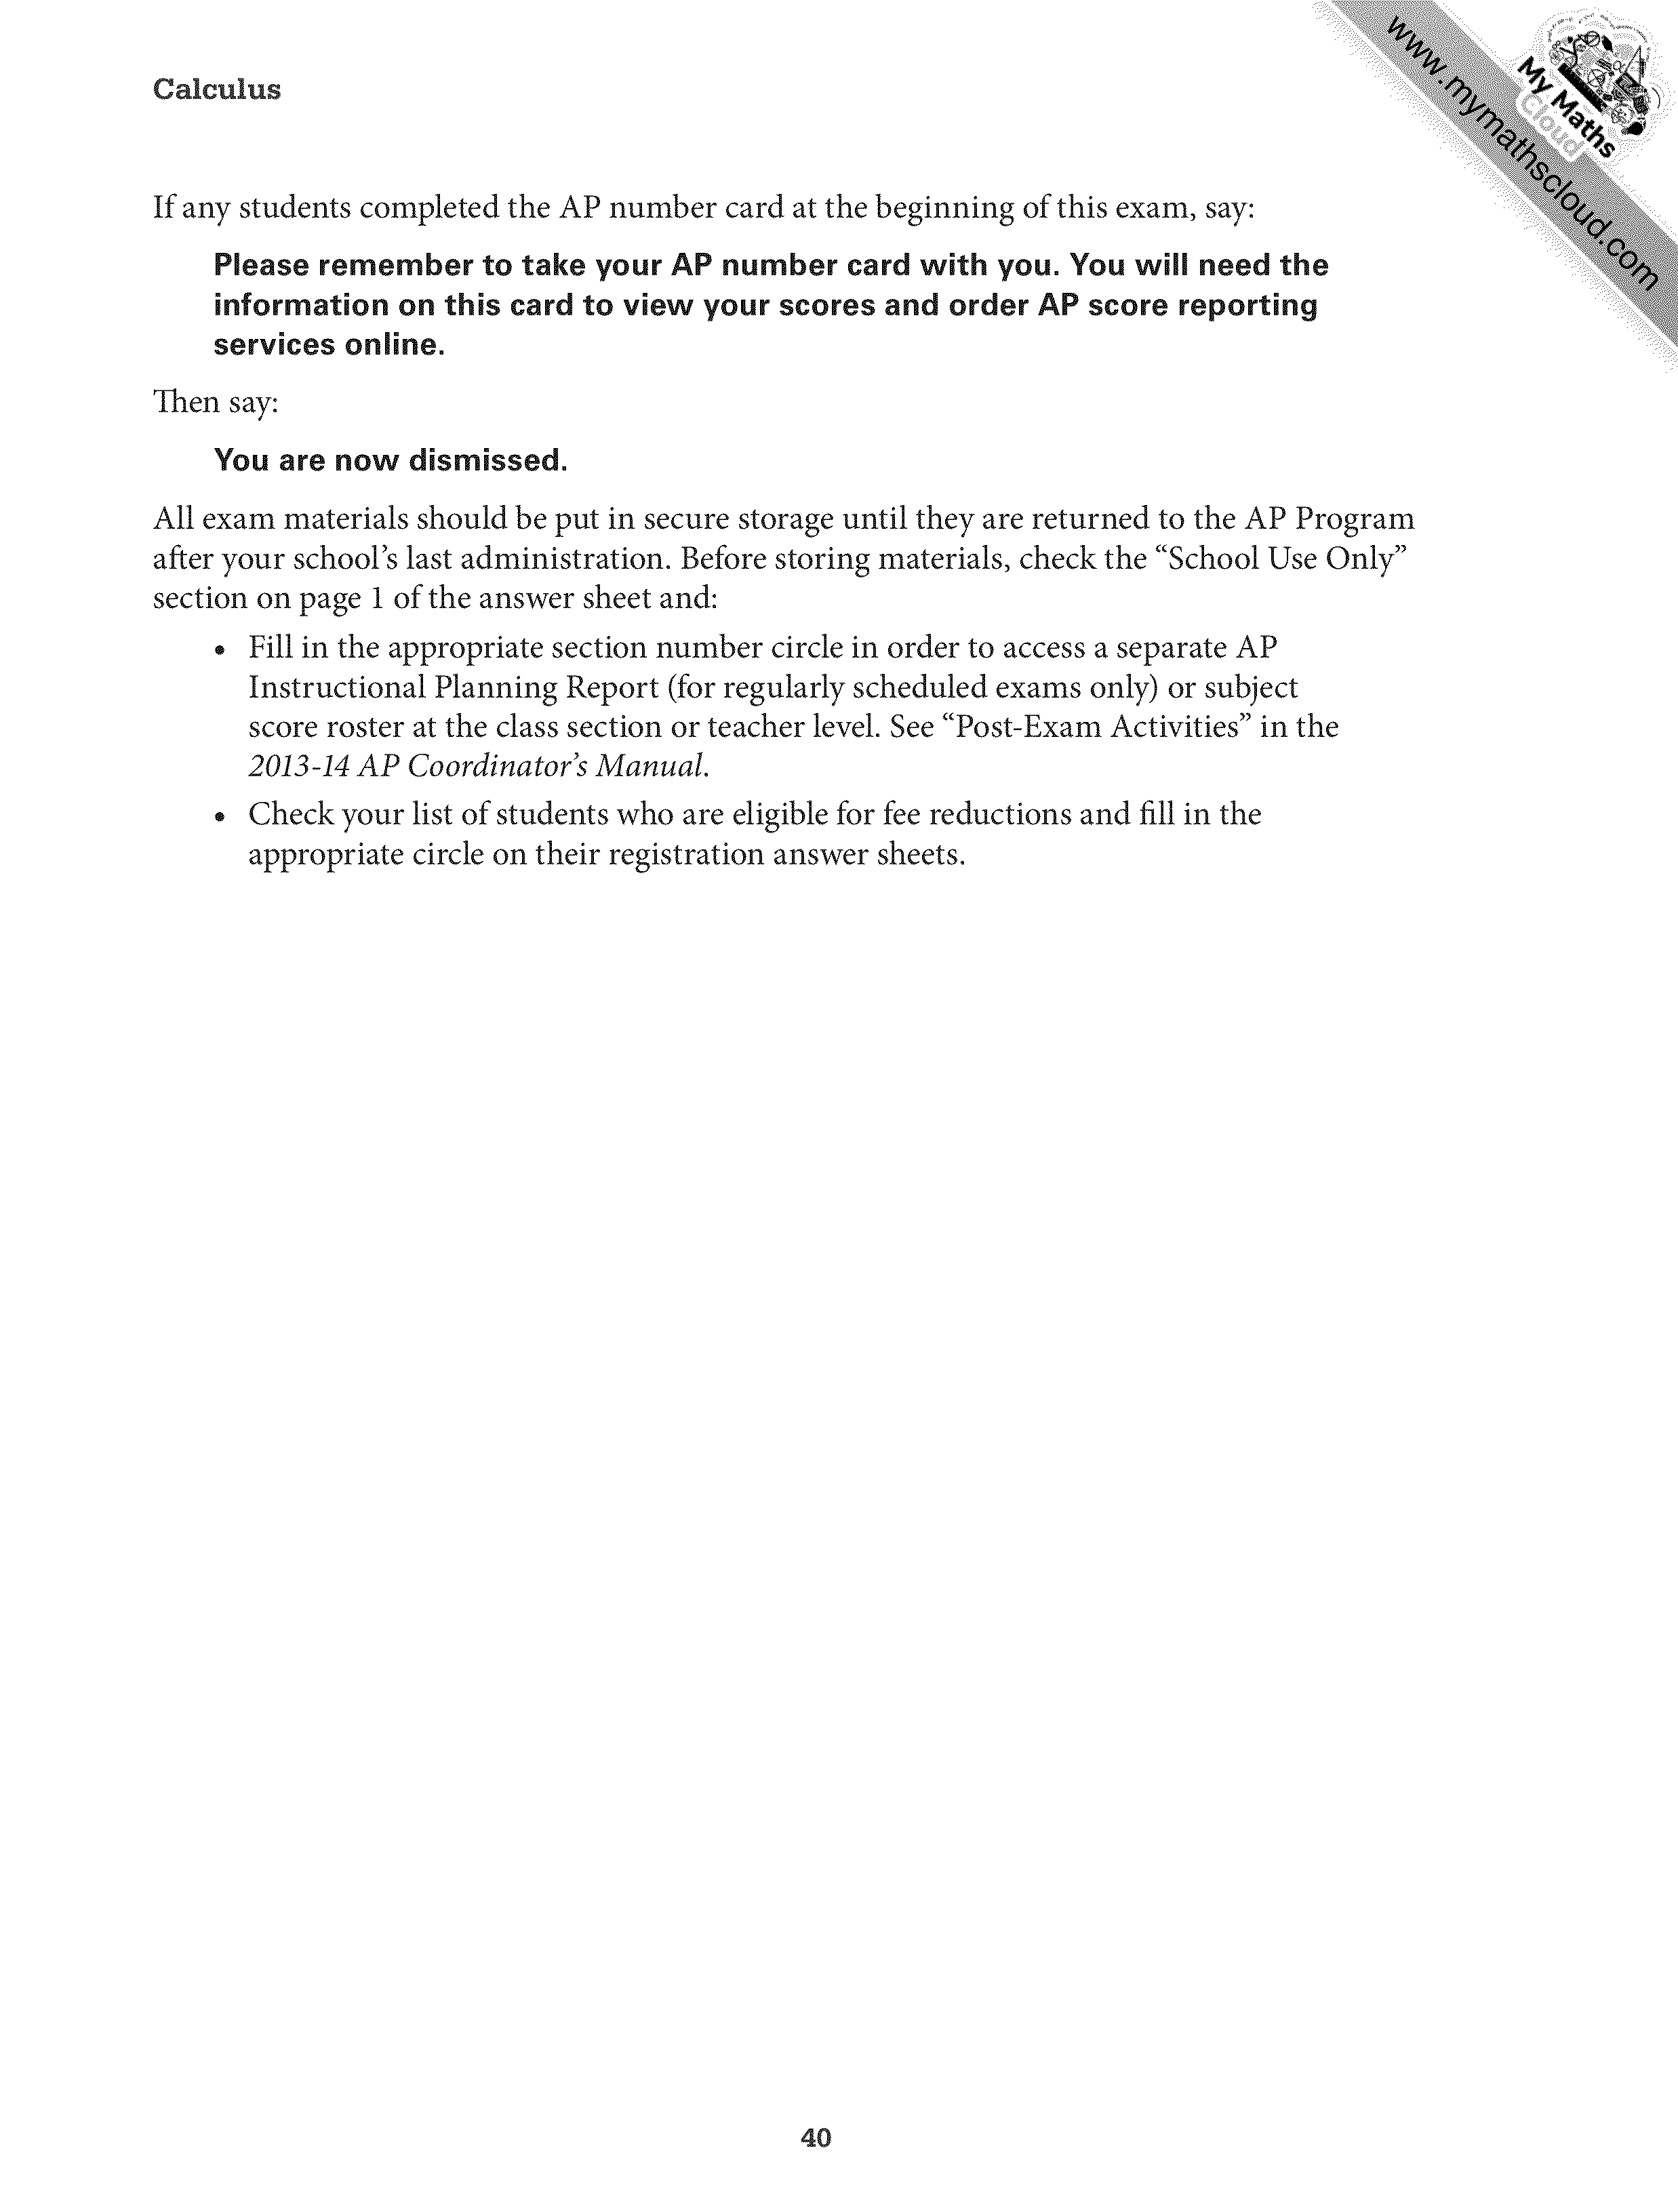 Calculus
www.mymathscloud.com
My Maths
Cloud
If any students completed the AP number card at the beginning of this exam, say:
Please remember to take your AP number card with you. You will need the
information on this card to view your scores and order AP score reporting
services online.
Then say:
You are now dismissed.
All exam materials should be put in secure storage until they are returned to the AP Program
after your school’s last administration. Before storing materials, check the “School Use Only”
section on page 1 of the answer sheet and:
• Fill in the appropriate section number circle in order to access a separate AP
Instructional Planning Report (for regularly scheduled exams only) or subject
score roster at the class section or teacher level. See “Post-Exam Activities” in the
2013-14 AP Coordinator’s Manual.
• Check your list of students who are eligible for fee reductions and fill in the
appropriate circle on their registration answer sheets.
40